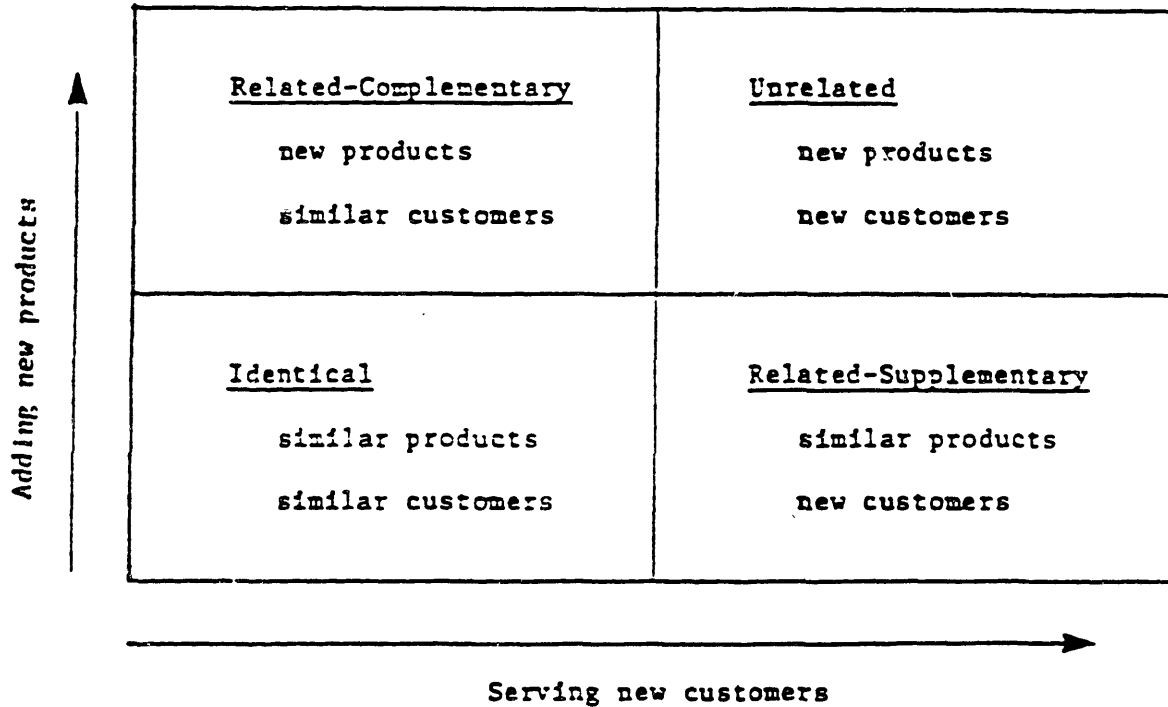 Related-Complementary
new products
similar customers
Unrelated
new products
new customers
Adding new products
Identical
similar products
similar customers
Related-Supplementary
similar products
new customers
Serving new customers